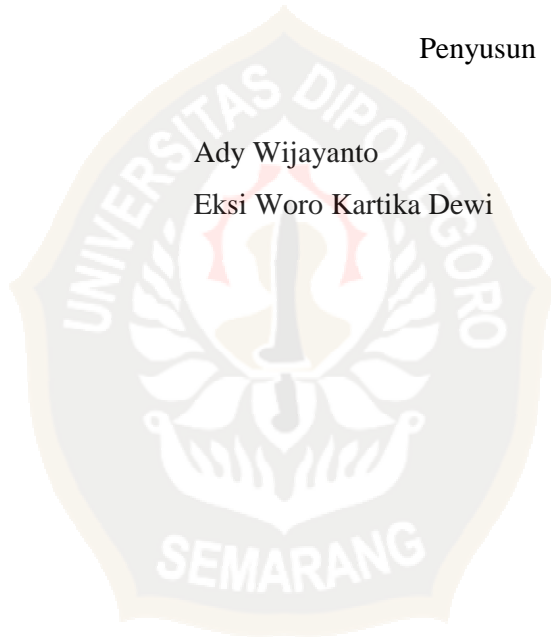 Penyusun
Ady Wijayanto
Eksi Woro Kartika Dewi
UNIVERSITAS DIPONEGORO
SEMARANG